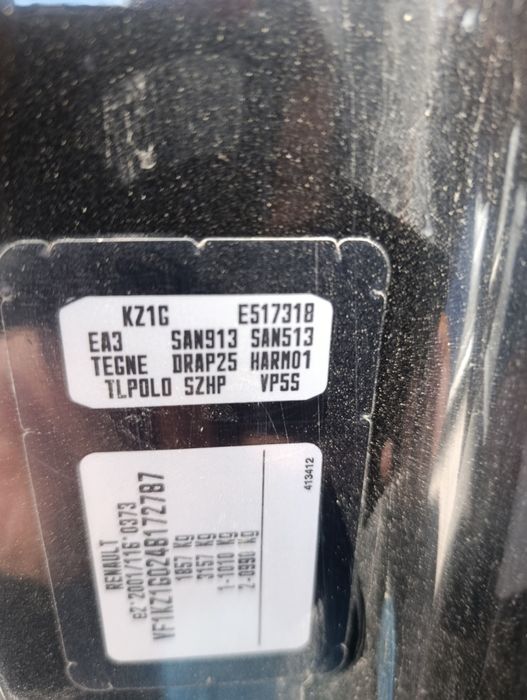 KZ1G E517318
EA3 SAN913 SAN513
TEGNE DRAP25 HARM01
TLPOLO SZHP VP5S
RENAULT
e2*2001/116*0373
VF1KZ1G0Z4B172787
1857 Kg
3157 Kg
1-1010 Kg
2-0990 Kg
413412